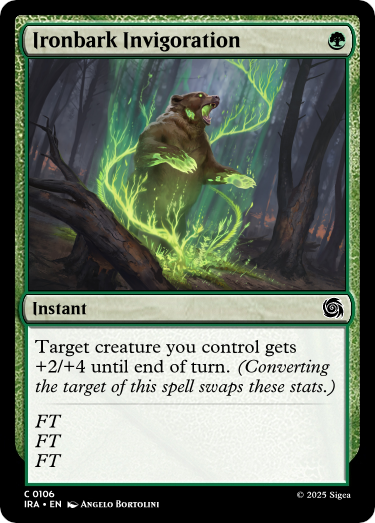 Ironbark Invigoration
Instant
Target creature you control gets
+2/+4 until end of turn. (Converting
the target of this spell swaps these stats.)
FT
FT
FT
C 0106
IRA • EN Angelo Bortolini
© 2025 Sigea